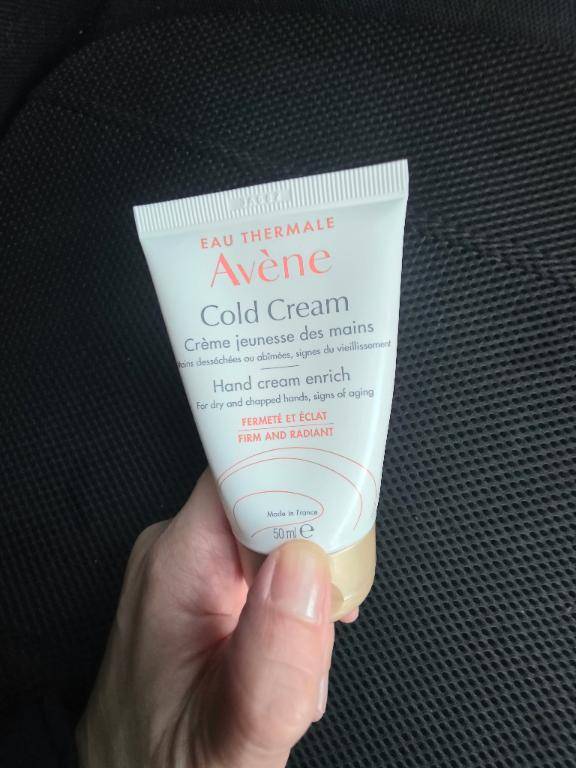 EAU THERMALE
Avène
Cold Cream
Crème jeunesse des mains
Mains desséchées ou abîmées, signes du vieillissement
Hand cream enrich
For dry and chapped hands, signs of aging
FERMETÉ ET ÉCLAT
FIRM AND RADIANT
Made in France
50 ml ℮